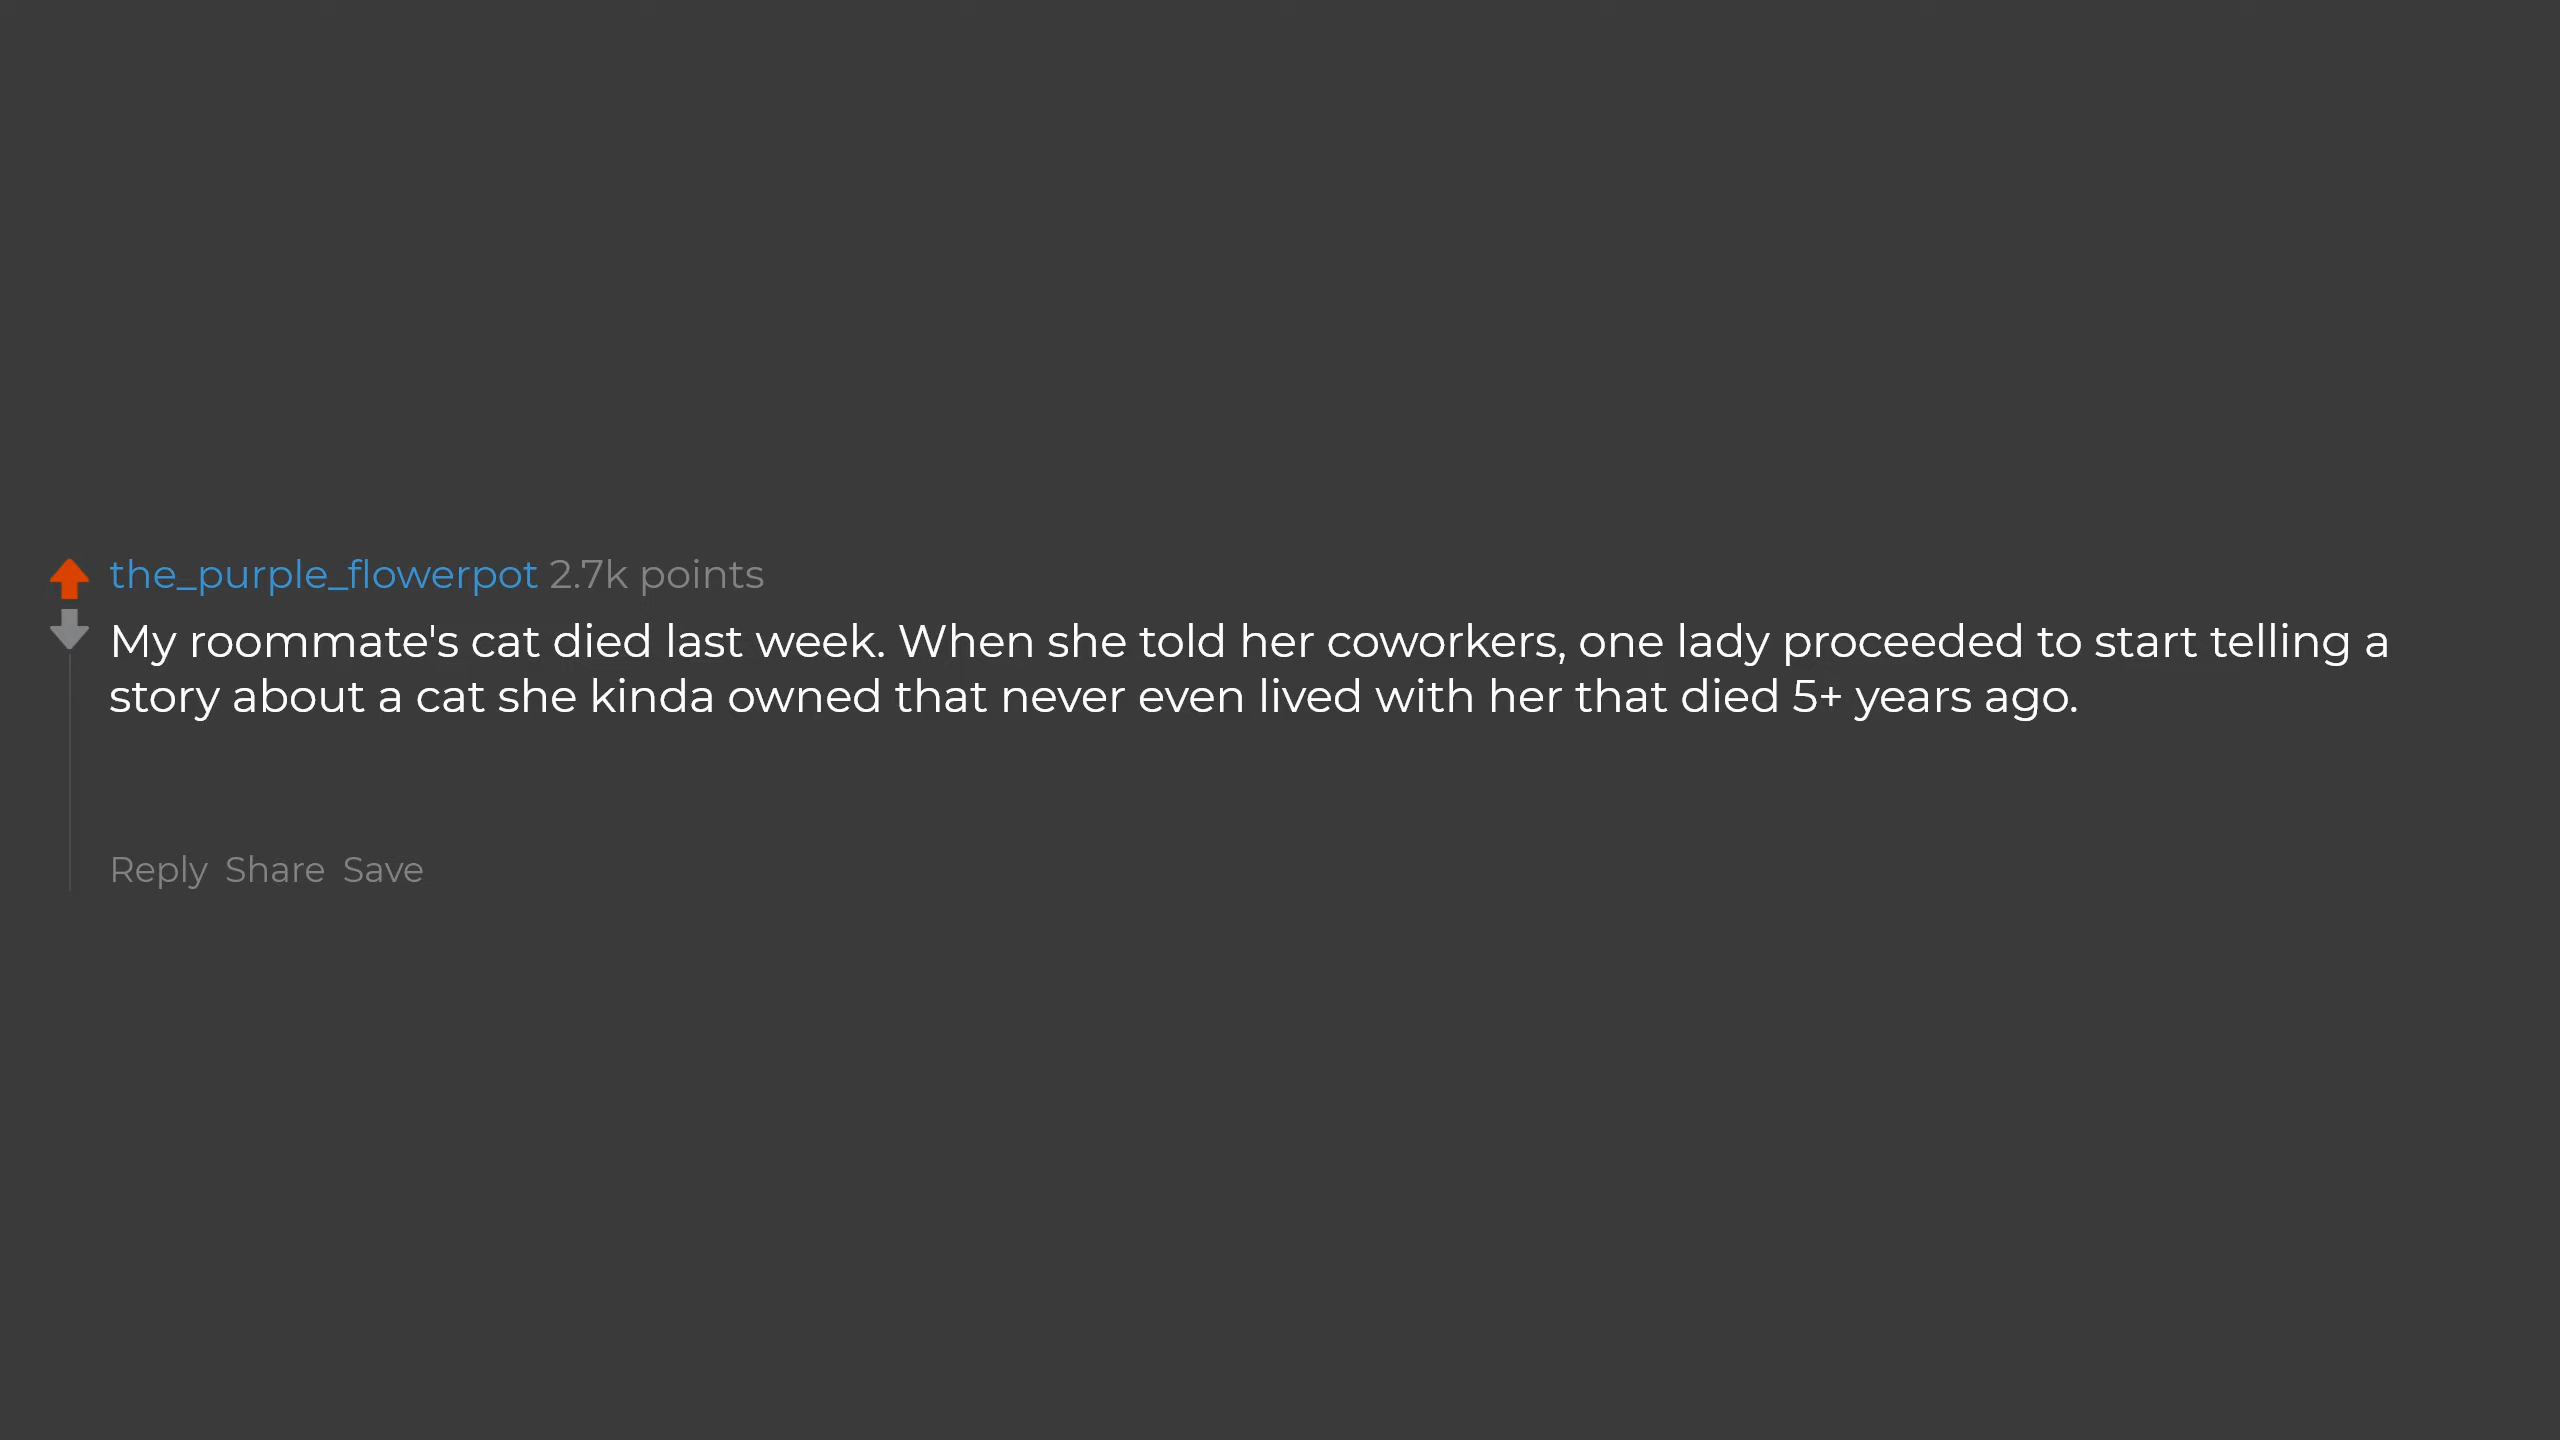 the_purple_flowerpot 2.7k points
My roommate's cat died last week. When she told her coworkers, one lady proceeded to start telling a
story about a cat she kinda owned that never even lived with her that died 5+ years ago.
Reply Share Save